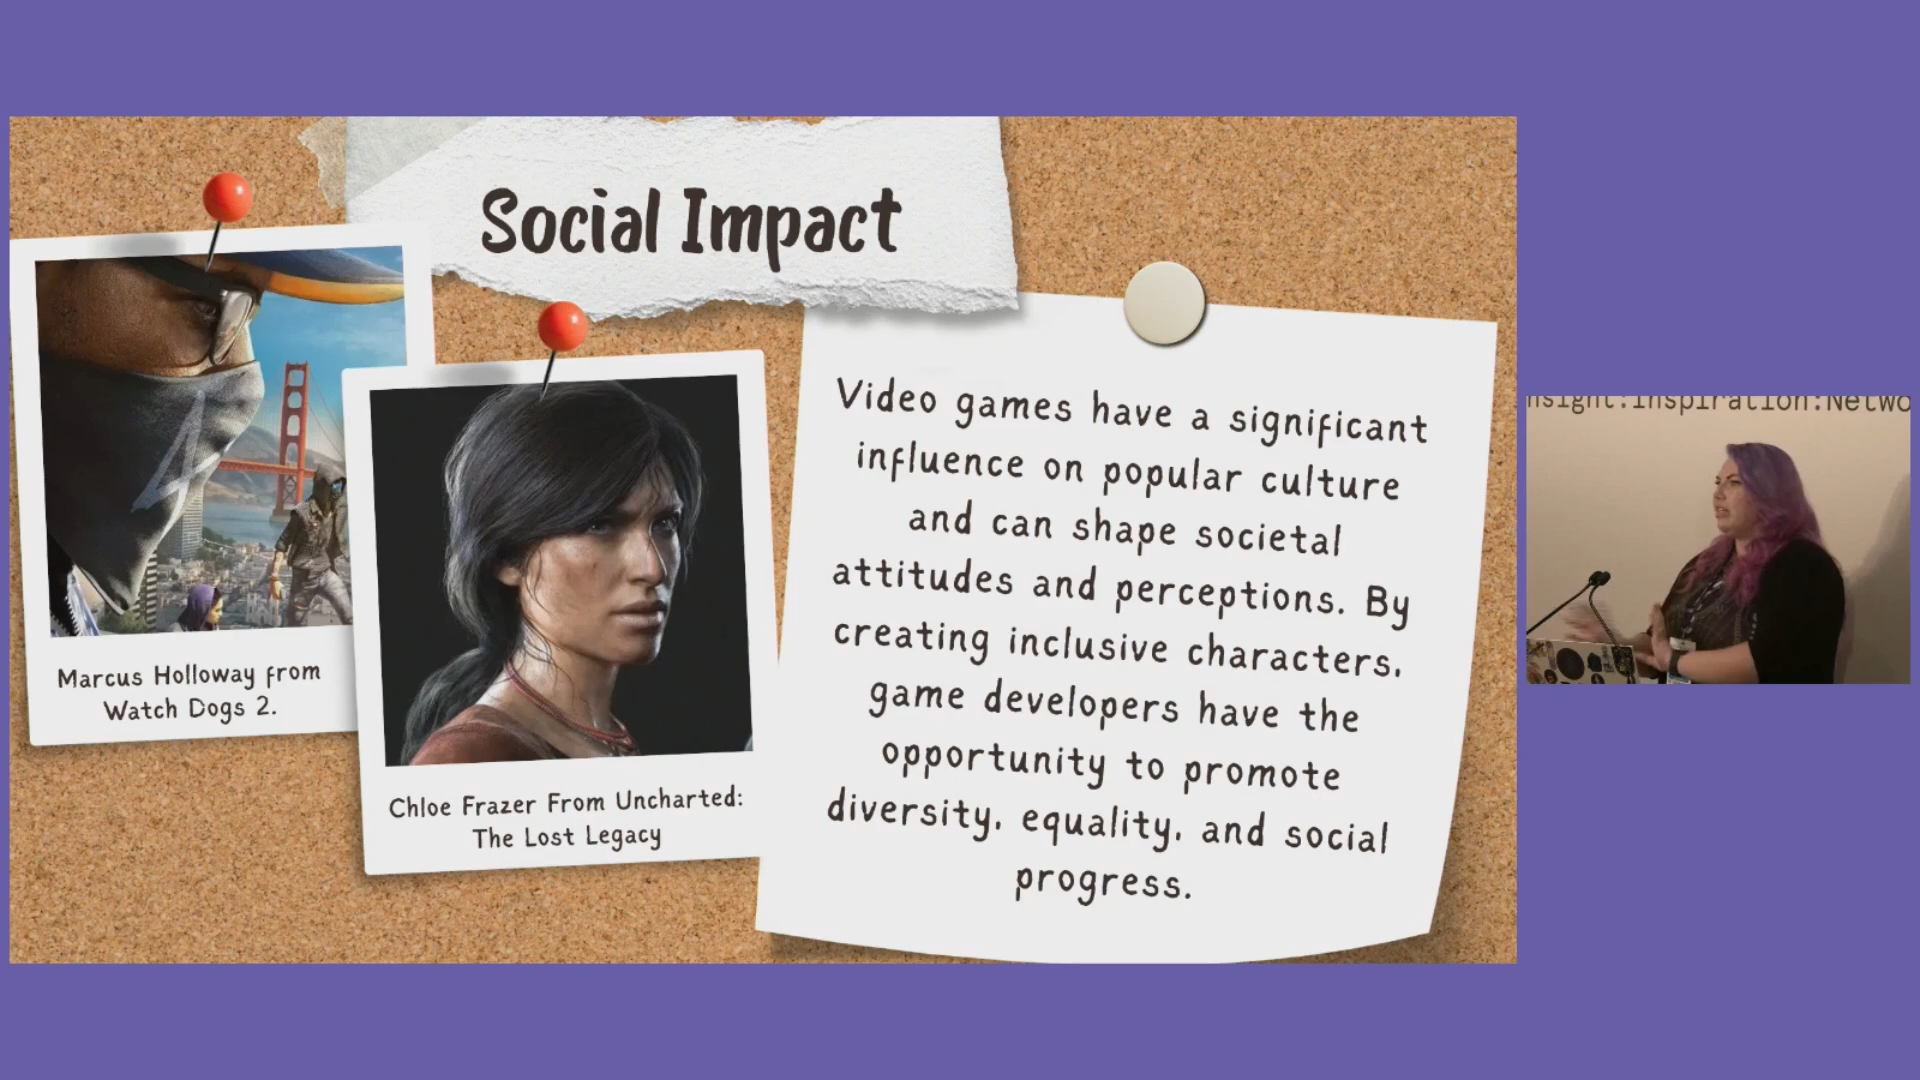 Social Impact
Marcus Holloway from
Watch Dogs 2.
Chloe Frazer From Uncharted:
The Lost Legacy
Video games have a significant
influence on popular culture
and can shape societal
attitudes and perceptions. By
creating inclusive characters,
game developers have the
opportunity to promote
diversity, equality, and social
progress.
nsight:Inspiration:Netwo